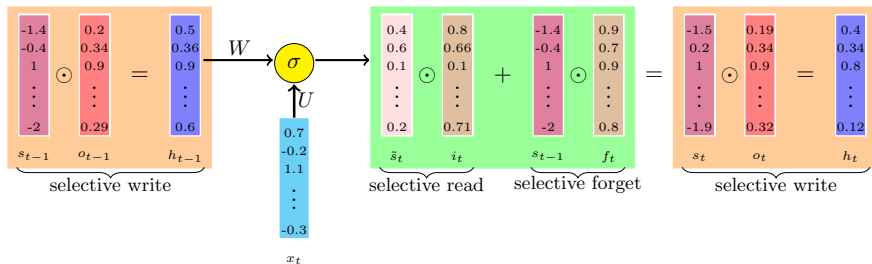 -1.4 0.2 0.5 0.4 0.8 -1.4 0.9 -1.5 0.19 0.4
-0.4 0.34 0.36 W 0.6 0.66 -0.4 0.7 0.2 0.34 0.34
1 ⊙ 0.9 = 0.9 σ 0.1 ⊙ 0.1 + 1 ⊙ 0.9 = 1 ⊙ 0.9 = 0.8
⋮ ⋮ ⋮ U ⋮ ⋮ ⋮ ⋮ ⋮ ⋮ ⋮
-2 0.29 0.6 0.2 0.71 -2 0.8 -1.9 0.32 0.12
s_{t−1} o_{t−1} h_{t−1} s̃_t i_t s_{t−1} f_t s_t o_t h_t
selective write selective read selective forget selective write
0.7
-0.2
1.1
⋮
-0.3
x_t